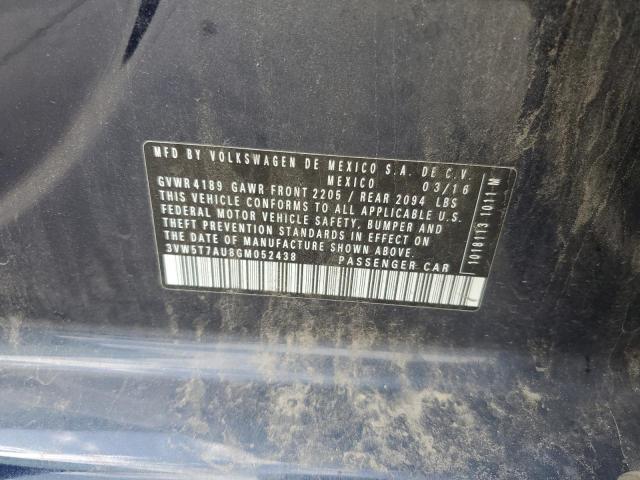 MFD BY VOLKSWAGEN DE MEXICO S.A. DE C.V.
MEXICO 03/16
GVWR 4189 GAWR FRONT 2205 / REAR 2094 LBS
THIS VEHICLE CONFORMS TO ALL APPLICABLE U.S.
FEDERAL MOTOR VEHICLE SAFETY, BUMPER AND
THEFT PREVENTION STANDARDS IN EFFECT ON
THE DATE OF MANUFACTURE SHOWN ABOVE.
3VW5T7AU8GM052438 PASSENGER CAR
1018113 1011 M